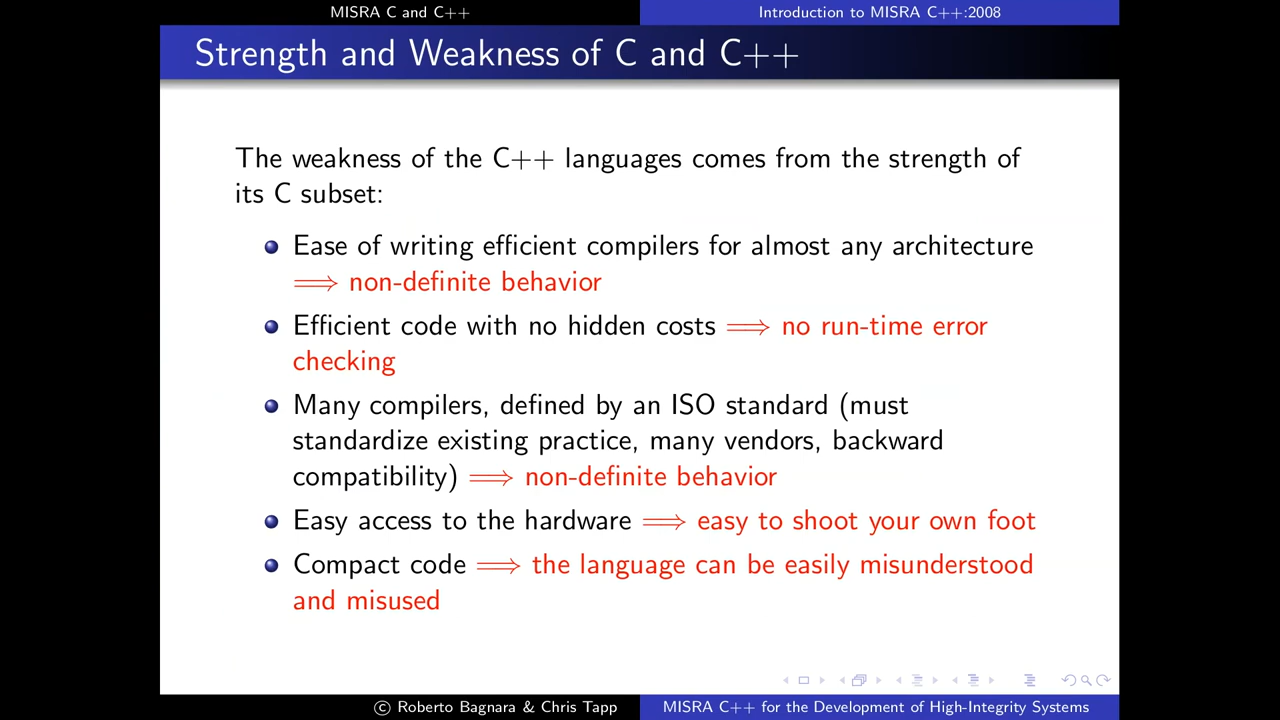 MISRA C and C++
Introduction to MISRA C++:2008
Strength and Weakness of C and C++
The weakness of the C++ languages comes from the strength of
its C subset:
Ease of writing efficient compilers for almost any architecture
⟹ non-definite behavior
Efficient code with no hidden costs ⟹ no run-time error
checking
Many compilers, defined by an ISO standard (must
standardize existing practice, many vendors, backward
compatibility) ⟹ non-definite behavior
Easy access to the hardware ⟹ easy to shoot your own foot
Compact code ⟹ the language can be easily misunderstood
and misused
© Roberto Bagnara & Chris Tapp
MISRA C++ for the Development of High-Integrity Systems